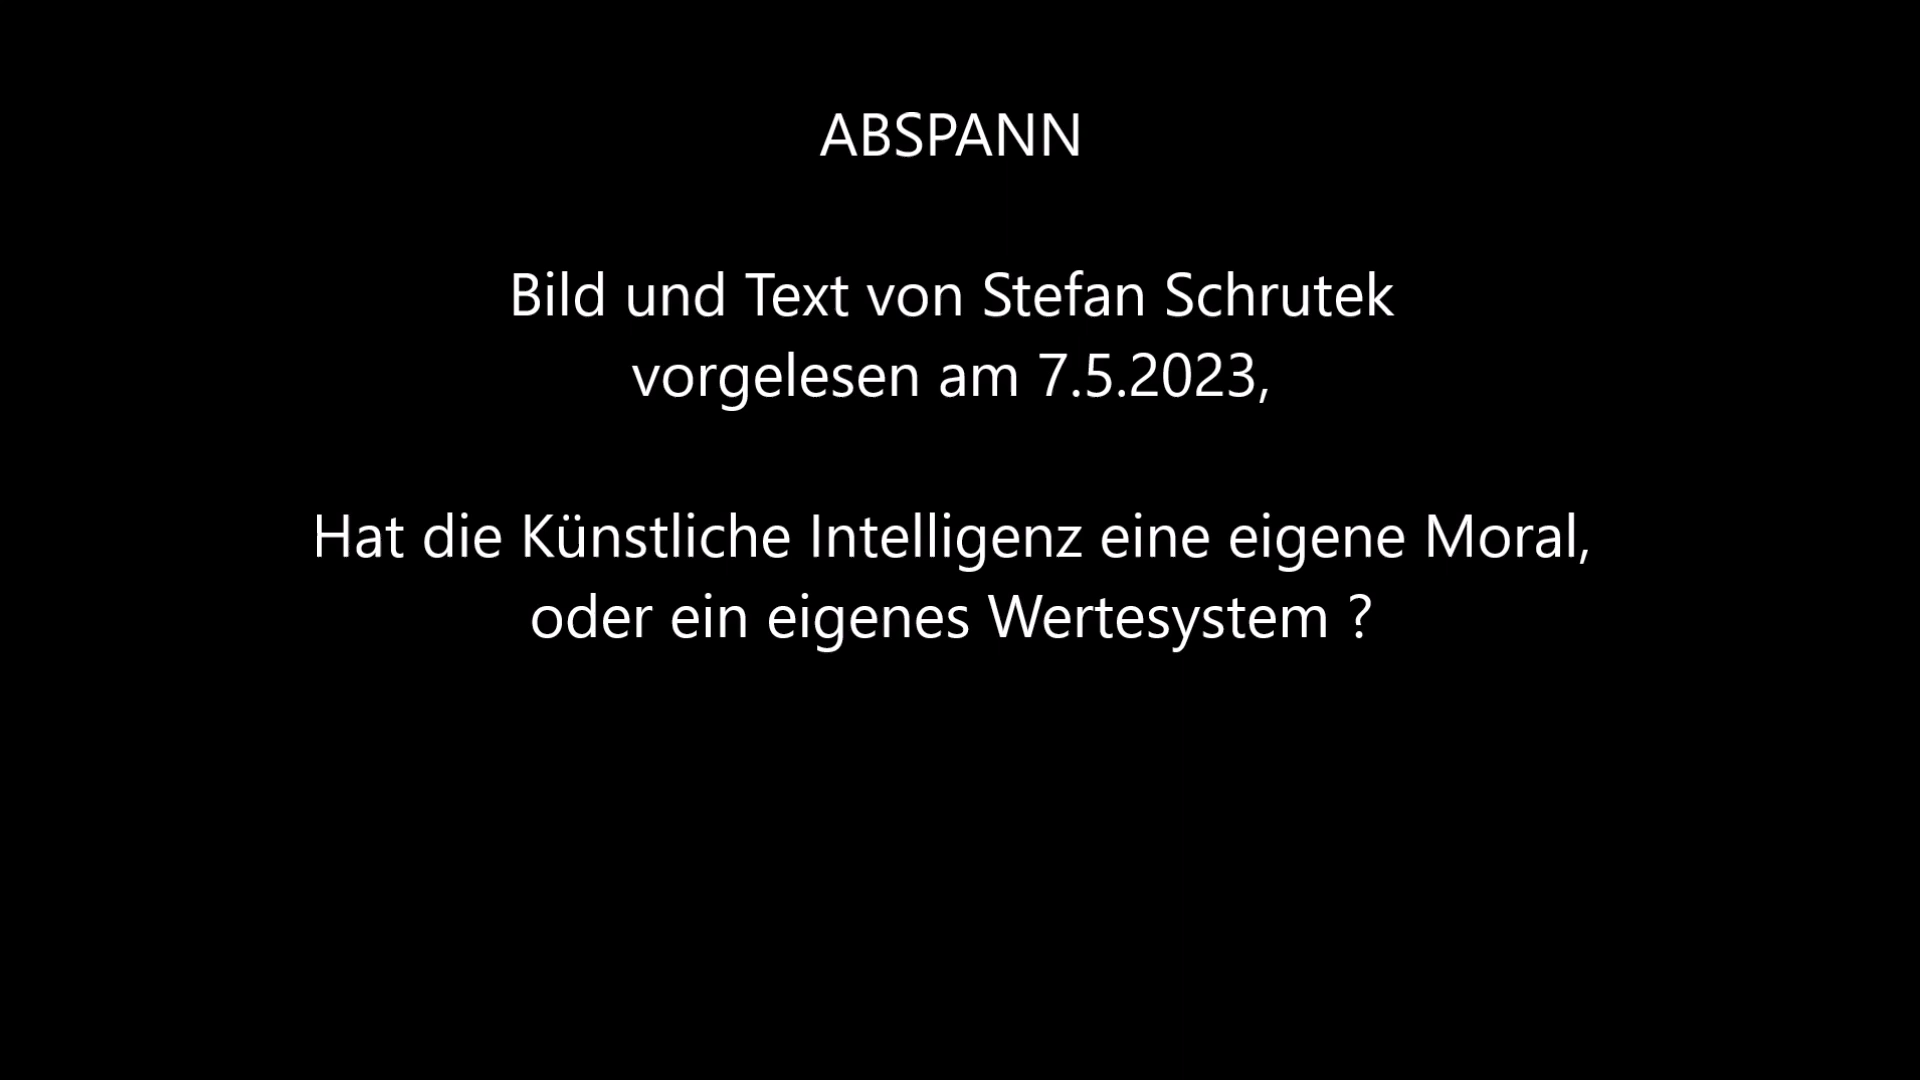 ABSPANN
Bild und Text von Stefan Schrutek
vorgelesen am 7.5.2023,
Hat die Künstliche Intelligenz eine eigene Moral,
oder ein eigenes Wertesystem ?